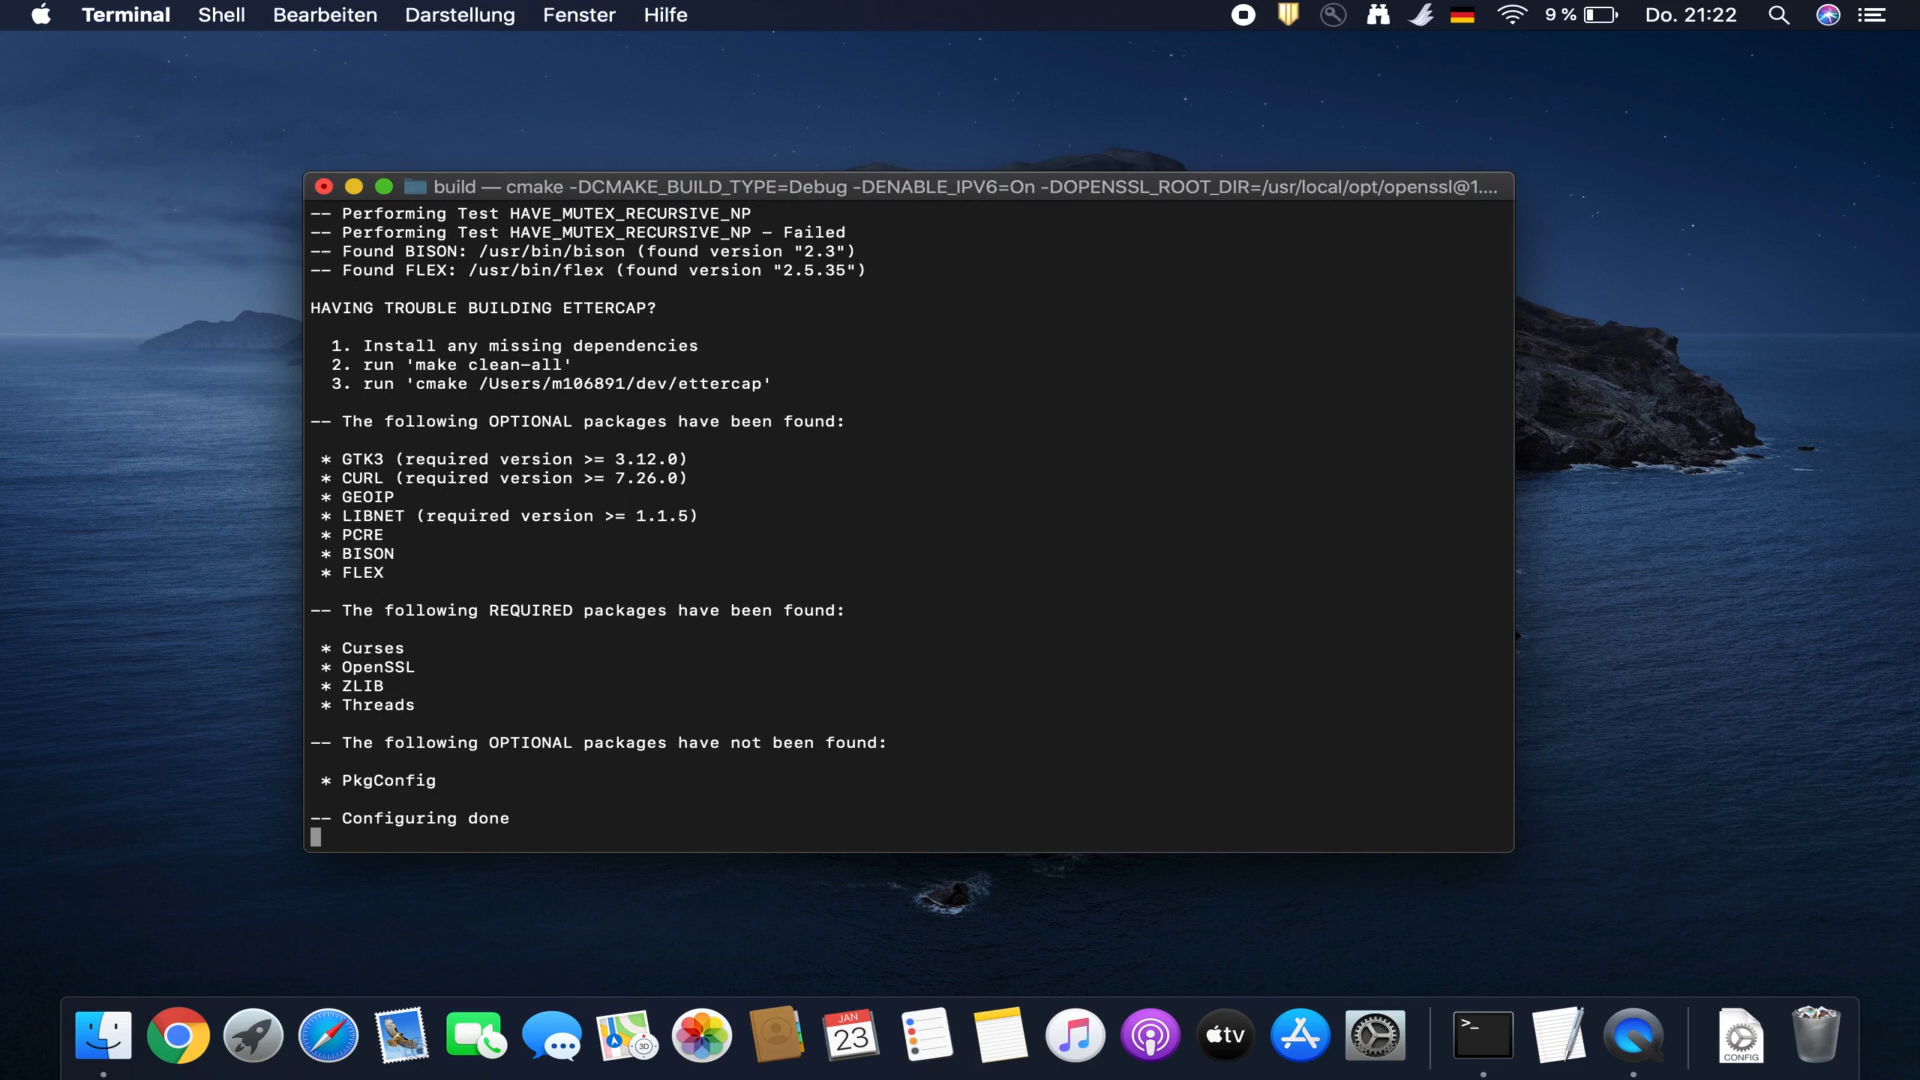 Terminal Shell Bearbeiten Darstellung Fenster Hilfe 9 % Do. 21:22
build — cmake -DCMAKE_BUILD_TYPE=Debug -DENABLE_IPV6=On -DOPENSSL_ROOT_DIR=/usr/local/opt/openssl@1....
-- Performing Test HAVE_MUTEX_RECURSIVE_NP
-- Performing Test HAVE_MUTEX_RECURSIVE_NP - Failed
-- Found BISON: /usr/bin/bison (found version "2.3")
-- Found FLEX: /usr/bin/flex (found version "2.5.35")
HAVING TROUBLE BUILDING ETTERCAP?
1. Install any missing dependencies
2. run 'make clean-all'
3. run 'cmake /Users/m106891/dev/ettercap'
-- The following OPTIONAL packages have been found:
* GTK3 (required version >= 3.12.0)
* CURL (required version >= 7.26.0)
* GEOIP
* LIBNET (required version >= 1.1.5)
* PCRE
* BISON
* FLEX
-- The following REQUIRED packages have been found:
* Curses
* OpenSSL
* ZLIB
* Threads
-- The following OPTIONAL packages have not been found:
* PkgConfig
-- Configuring done
3D
JAN
23
tv
>_
CONFIG